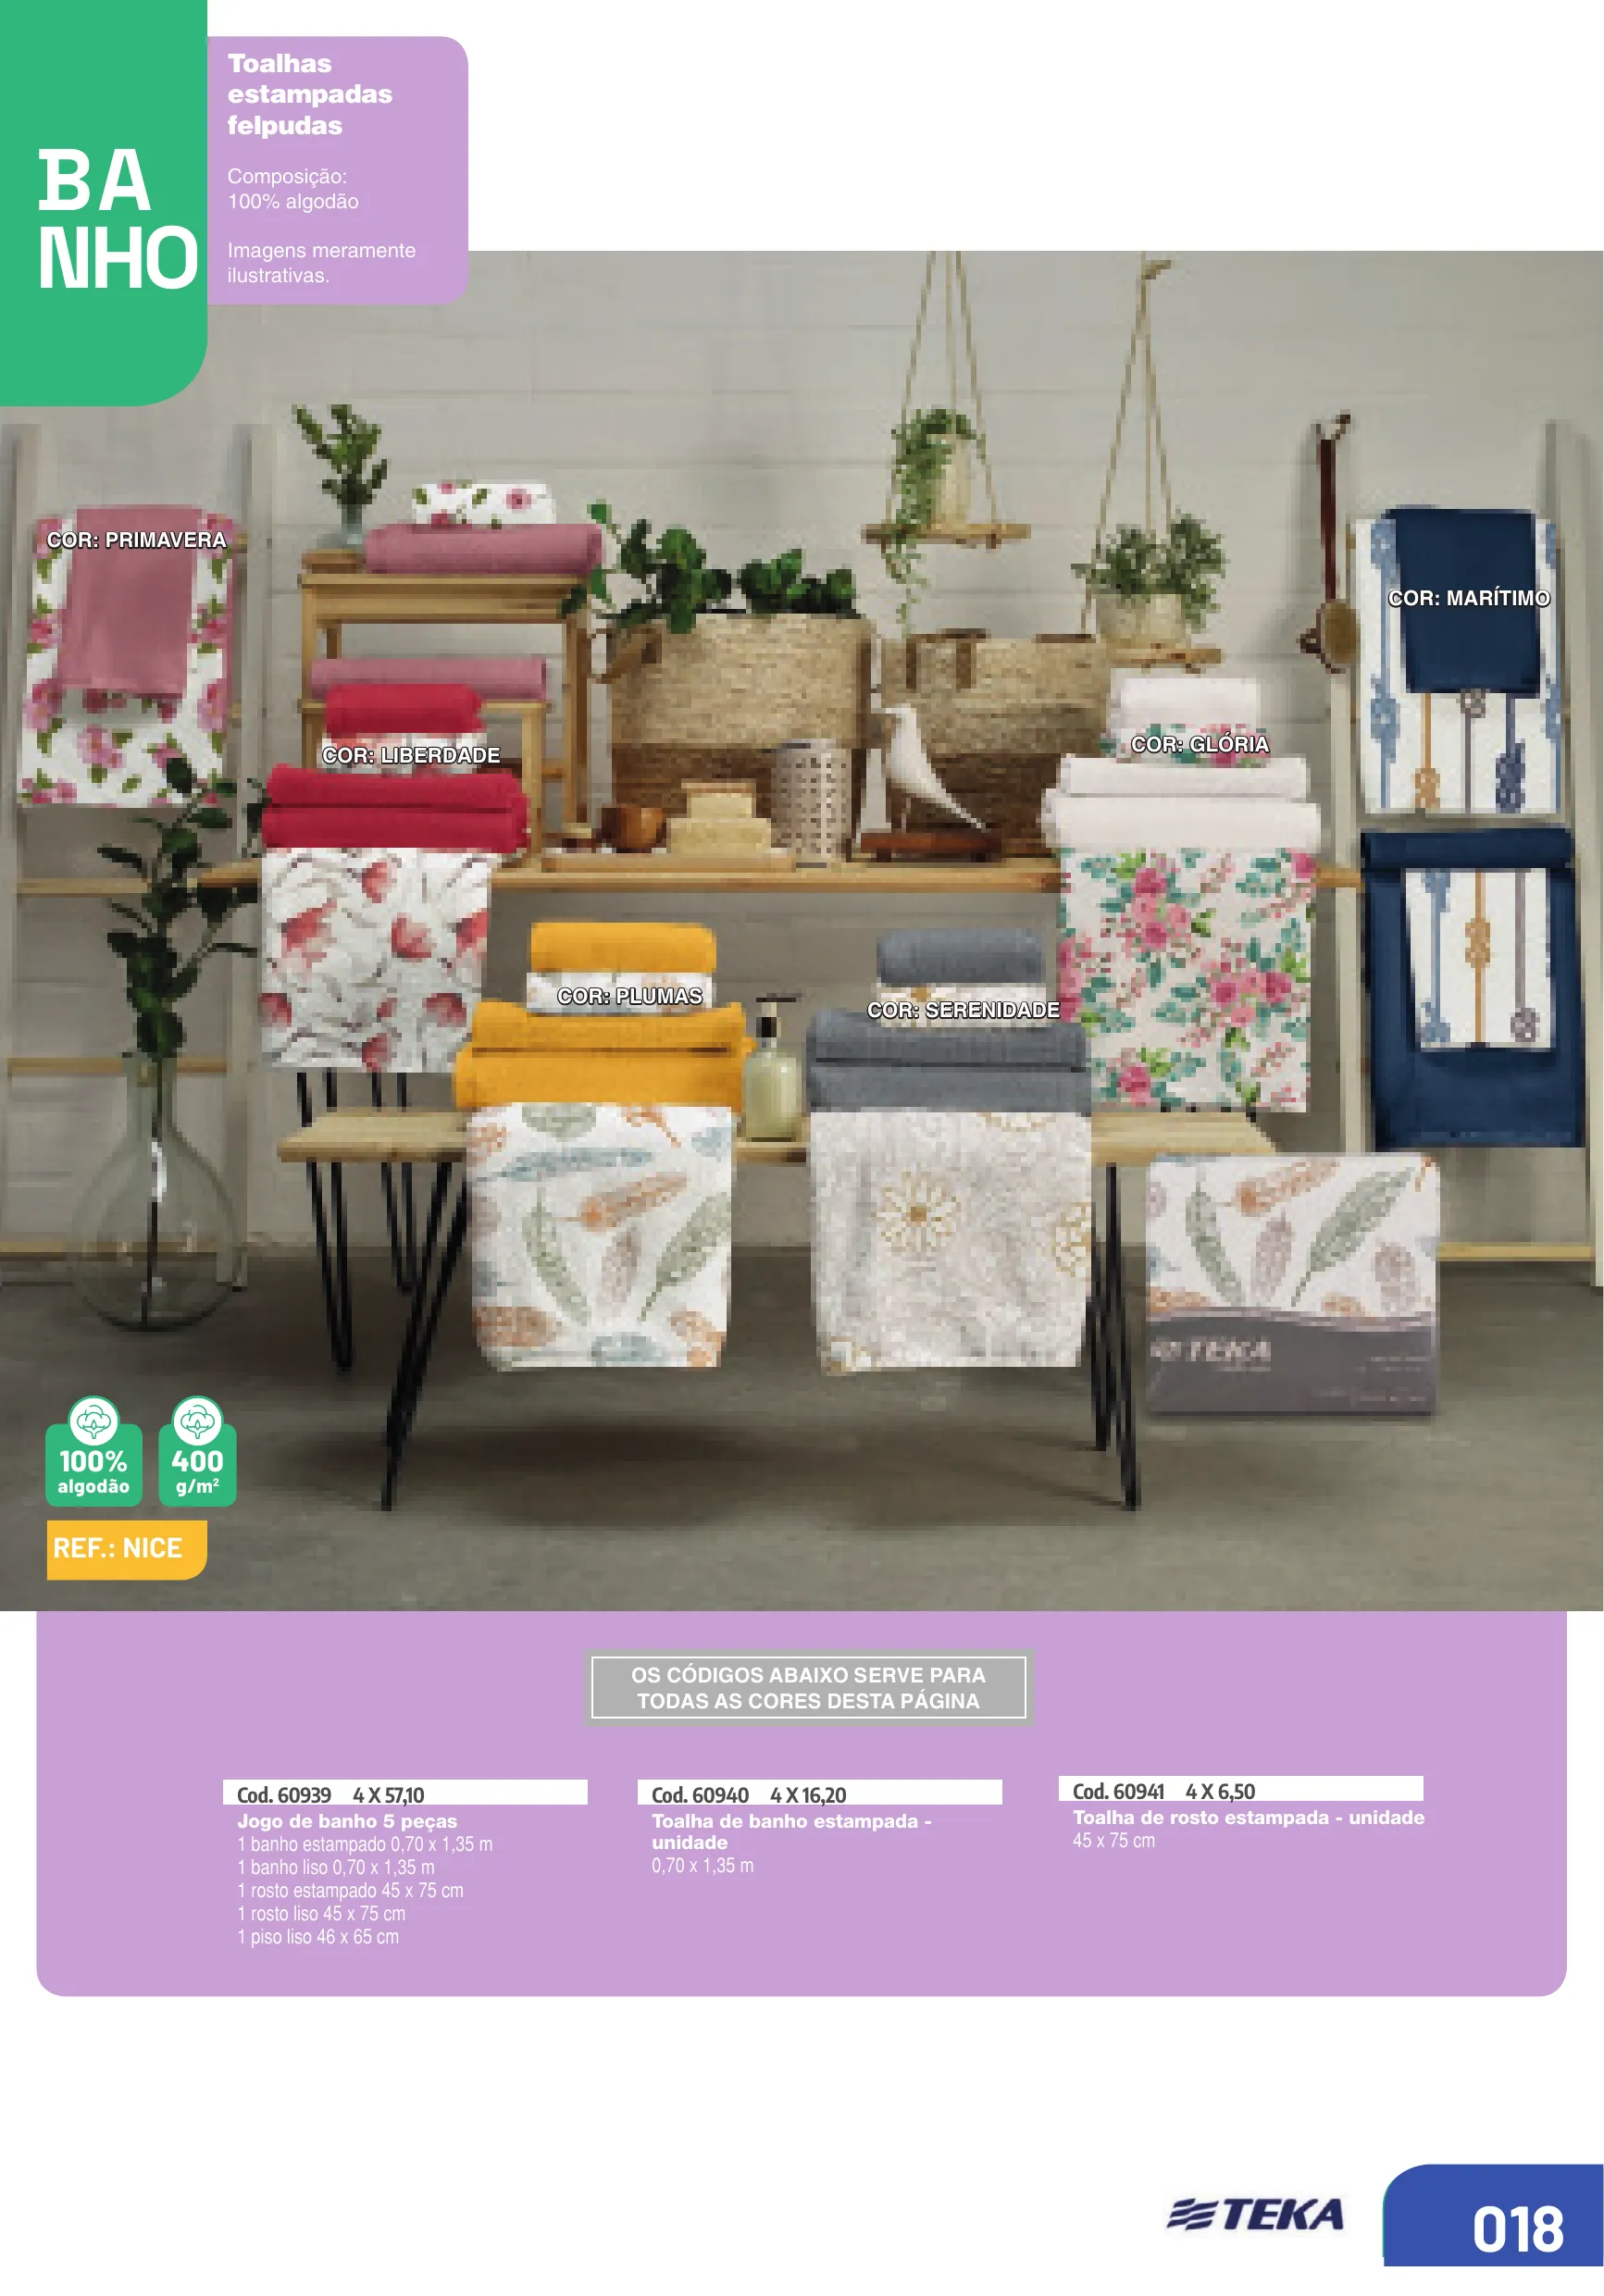 BA
NHO
Toalhas
estampadas
felpudas
Composição:
100% algodão
Imagens meramente
ilustrativas.
COR: PRIMAVERA
COR: MARÍTIMO
COR: LIBERDADE
COR: GLÓRIA
COR: PLUMAS
COR: SERENIDADE
100%
algodão
400
g/m²
REF.: NICE
OS CÓDIGOS ABAIXO SERVE PARA
TODAS AS CORES DESTA PÁGINA
Cod. 60939 4 X 57,10
Jogo de banho 5 peças
1 banho estampado 0,70 x 1,35 m
1 banho liso 0,70 x 1,35 m
1 rosto estampado 45 x 75 cm
1 rosto liso 45 x 75 cm
1 piso liso 46 x 65 cm
Cod. 60940 4 X 16,20
Toalha de banho estampada -
unidade
0,70 x 1,35 m
Cod. 60941 4 X 6,50
Toalha de rosto estampada - unidade
45 x 75 cm
TEKA
018